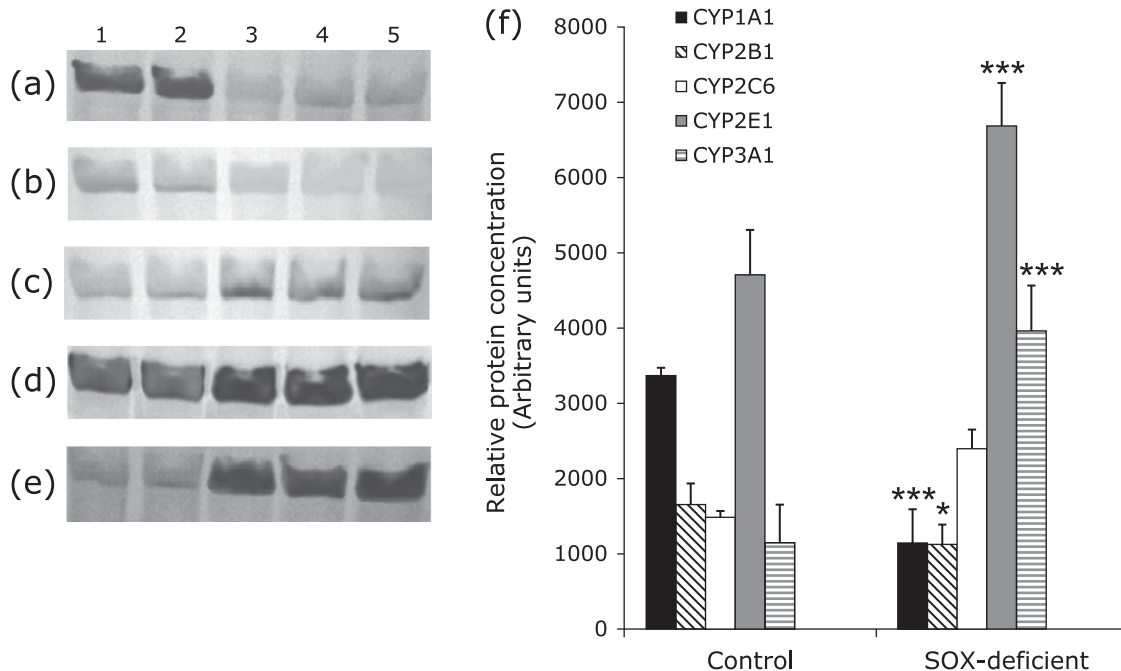 1 2 3 4 5
(a)
(b)
(c)
(d)
(e)
(f)
CYP1A1
CYP2B1
CYP2C6
CYP2E1
CYP3A1
Relative protein concentration
(Arbitrary units)
8000
7000
6000
5000
4000
3000
2000
1000
0
***
*
***
***
Control
SOX-deficient